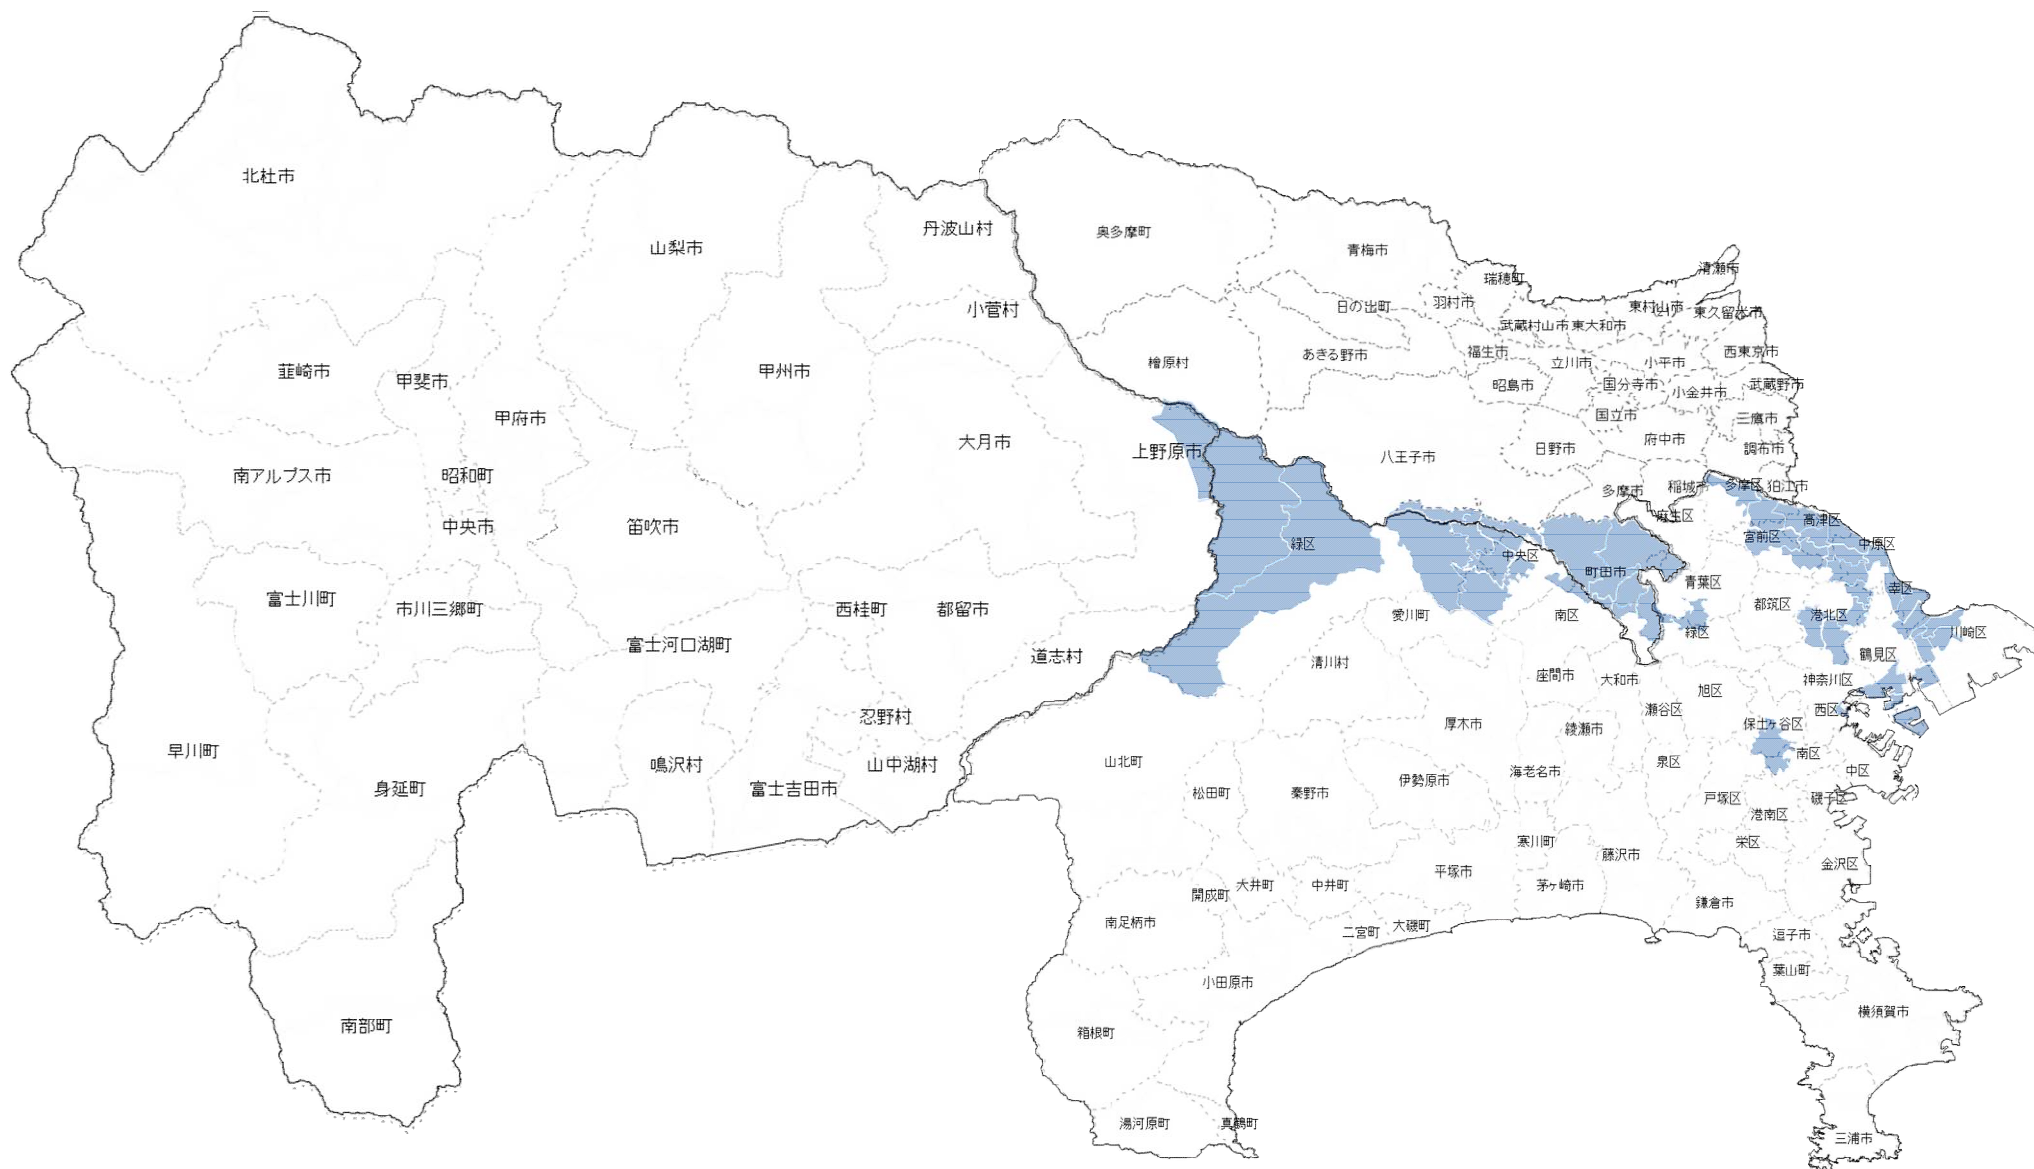 北杜市
山梨市
丹波山村
小菅村
韮崎市
甲斐市
甲府市
甲州市
大月市
上野原市
南アルプス市
昭和町
中央市
笛吹市
富士川町
市川三郷町
富士河口湖町
西桂町
都留市
道志村
忍野村
早川町
身延町
鳴沢村
富士吉田市
山中湖村
南部町
奥多摩町
青梅市
瑞穂町
清瀬市
日の出町
羽村市
東村山市
東久留米市
武蔵村山市
東大和市
檜原村
あきる野市
福生市
立川市
小平市
西東京市
昭島市
国分寺市
小金井市
武蔵野市
国立市
三鷹市
八王子市
日野市
府中市
調布市
多摩市
稲城市
多摩区
狛江市
麻生区
高津区
宮前区
中原区
緑区
中央区
町田市
青葉区
幸区
愛川町
南区
緑区
都筑区
港北区
川崎区
清川村
座間市
大和市
旭区
鶴見区
神奈川区
瀬谷区
西区
厚木市
綾瀬市
保土ヶ谷区
山北町
松田町
秦野市
伊勢原市
海老名市
泉区
南区
中区
戸塚区
港南区
磯子区
寒川町
藤沢市
栄区
金沢区
開成町
大井町
中井町
平塚市
茅ヶ崎市
鎌倉市
南足柄市
二宮町
大磯町
逗子市
葉山町
小田原市
箱根町
横須賀市
湯河原町
真鶴町
三浦市